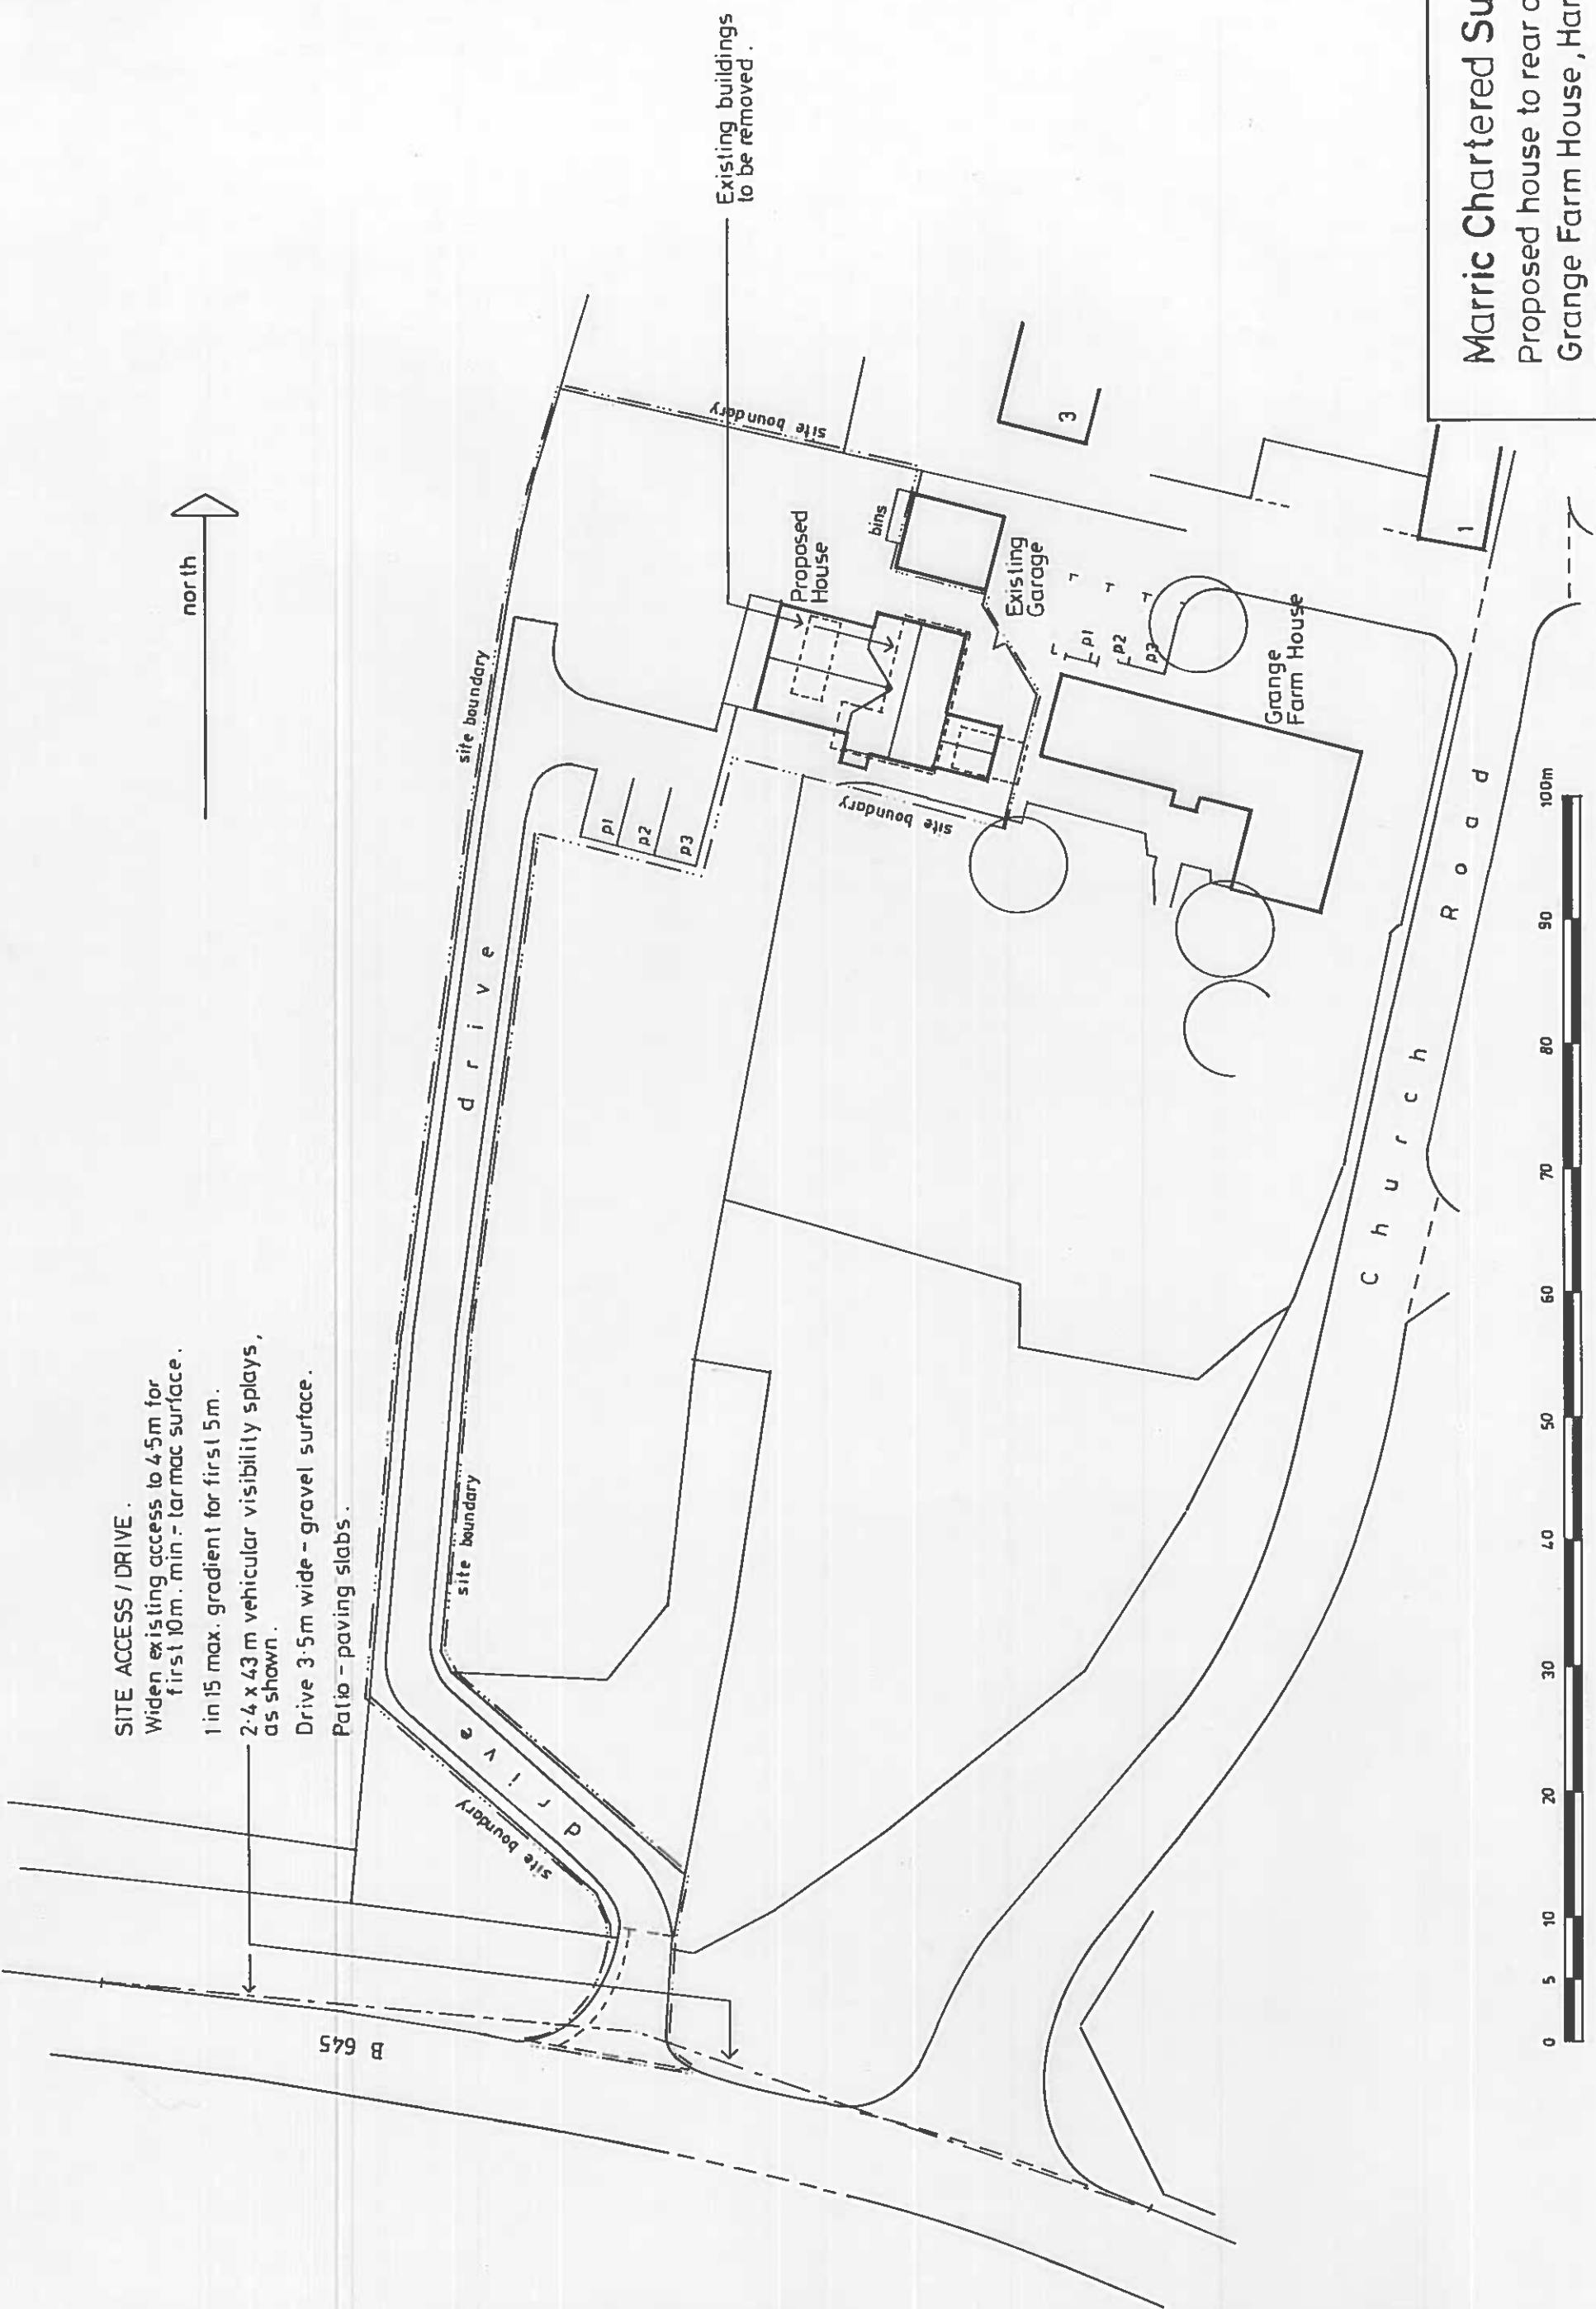 SITE ACCESS / DRIVE .
Widen existing access to 4·5m for
first 10m. min - tarmac surface .
1 in 15 max. gradient for first 5m .
2·4 x 43 m vehicular visibility splays ,
as shown .
Drive 3·5m wide - gravel surface .
Patio - paving slabs .
north
Existing buildings
to be removed .
site boundary
site boundary
site boundary
site boundary
site boundary
drive
drive
B 645
p1
p2
p3
Proposed
House
bins
Existing
Garage
p1
p2
p3
Grange
Farm House
3
1
Church Road
0 5 10 20 30 40 50 60 70 80 90 100m
Marric Chartered Su
Proposed house to rear o
Grange Farm House, Har